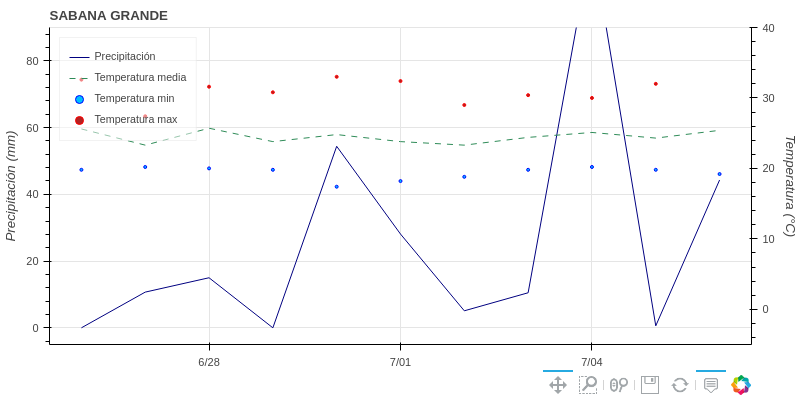 SABANA GRANDE
Precipitación
Temperatura media
Temperatura min
Temperatura max
Precipitación (mm)
80
60
40
20
0
40
30
20
10
0
Temperatura (°C)
6/28
7/01
7/04